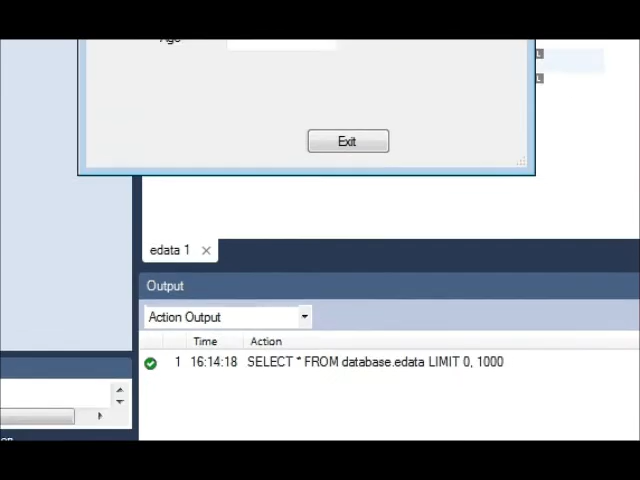 Age
Exit
edata 1
Output
Action Output
Time Action
1 16:14:18 SELECT * FROM database.edata LIMIT 0, 1000